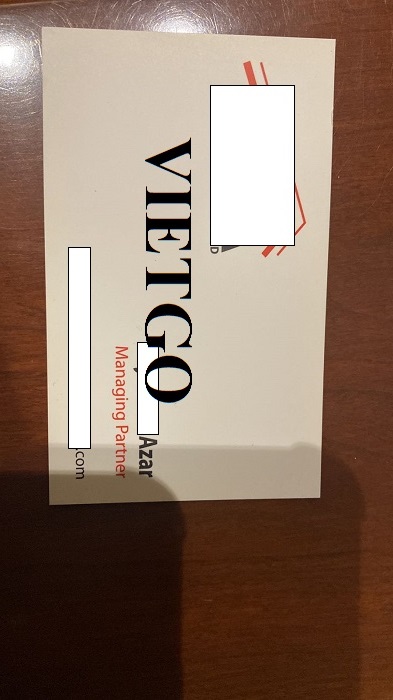 D
VIETGO
Azar
Managing Partner
.com